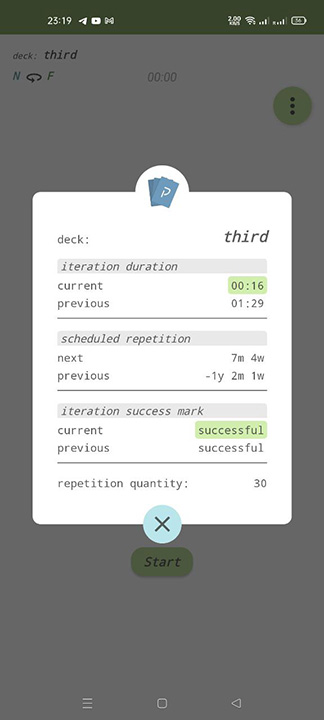 23:19
2.00 KB/S
36
deck: third
N F 00:00
P
deck: third
iteration duration
current 00:16
previous 01:29
scheduled repetition
next 7m 4w
previous -1y 2m 1w
iteration success mark
current successful
previous successful
repetition quantity: 30
Start